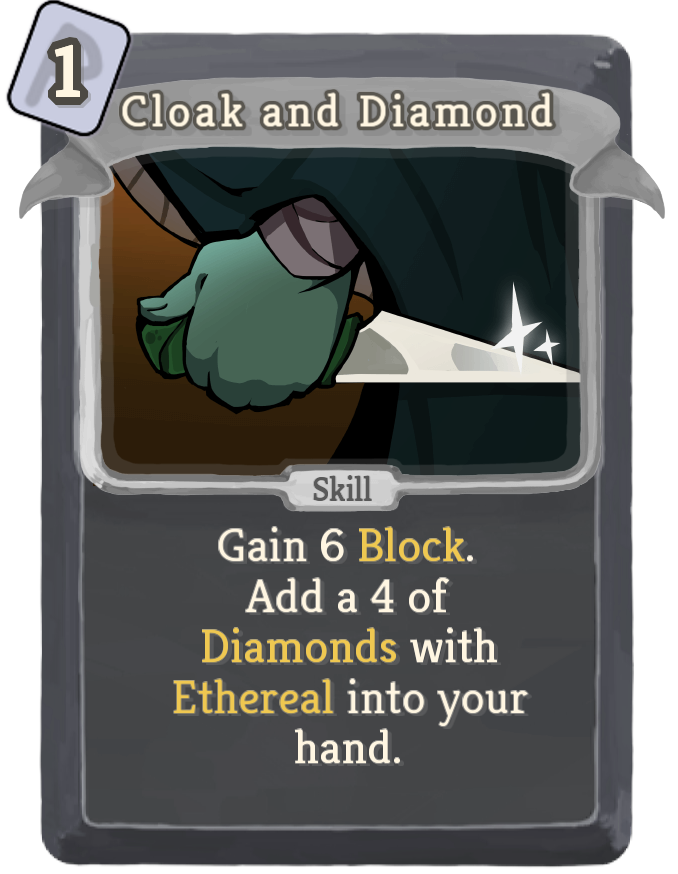 1
Cloak and Diamond
Skill
Gain 6 Block.
Add a 4 of
Diamonds with
Ethereal into your
hand.